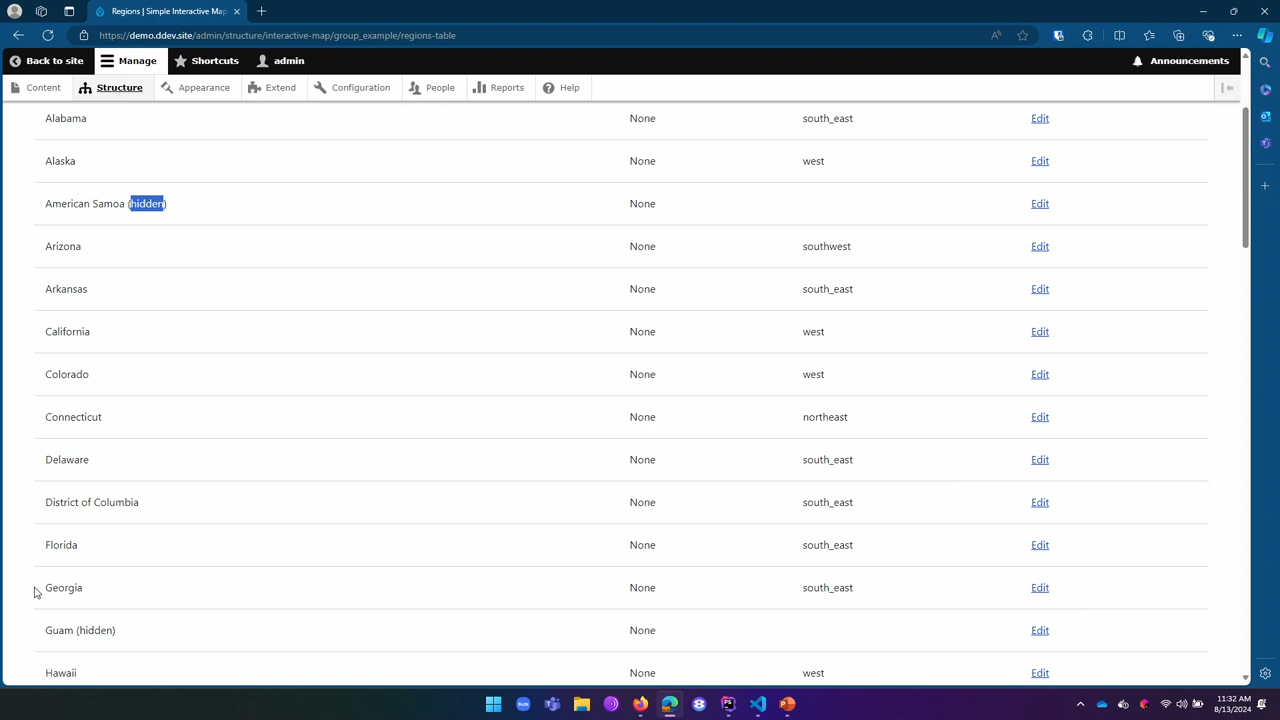 Regions | Simple Interactive Map
https://demo.ddev.site/admin/structure/interactive-map/group_example/regions-table
Back to site Manage Shortcuts admin Announcements
Content Structure Appearance Extend Configuration People Reports Help
Alabama None south_east Edit
Alaska None west Edit
American Samoa (hidden) None Edit
Arizona None southwest Edit
Arkansas None south_east Edit
California None west Edit
Colorado None west Edit
Connecticut None northeast Edit
Delaware None south_east Edit
District of Columbia None south_east Edit
Florida None south_east Edit
Georgia None south_east Edit
Guam (hidden) None Edit
Hawaii None west Edit
11:32 AM
8/13/2024